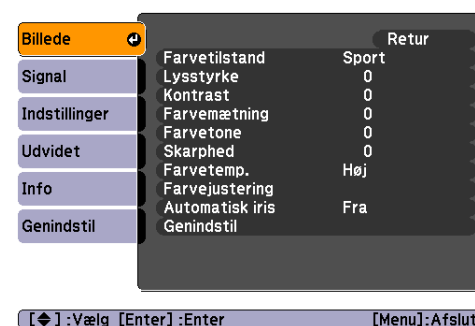 Billede
Signal
Indstillinger
Udvidet
Info
Genindstil
Retur
Farvetilstand Sport
Lysstyrke 0
Kontrast 0
Farvemætning 0
Farvetone 0
Skarphed 0
Farvetemp. Høj
Farvejustering
Automatisk iris Fra
Genindstil
[◆] :Vælg [Enter] :Enter [Menu]:Afslut